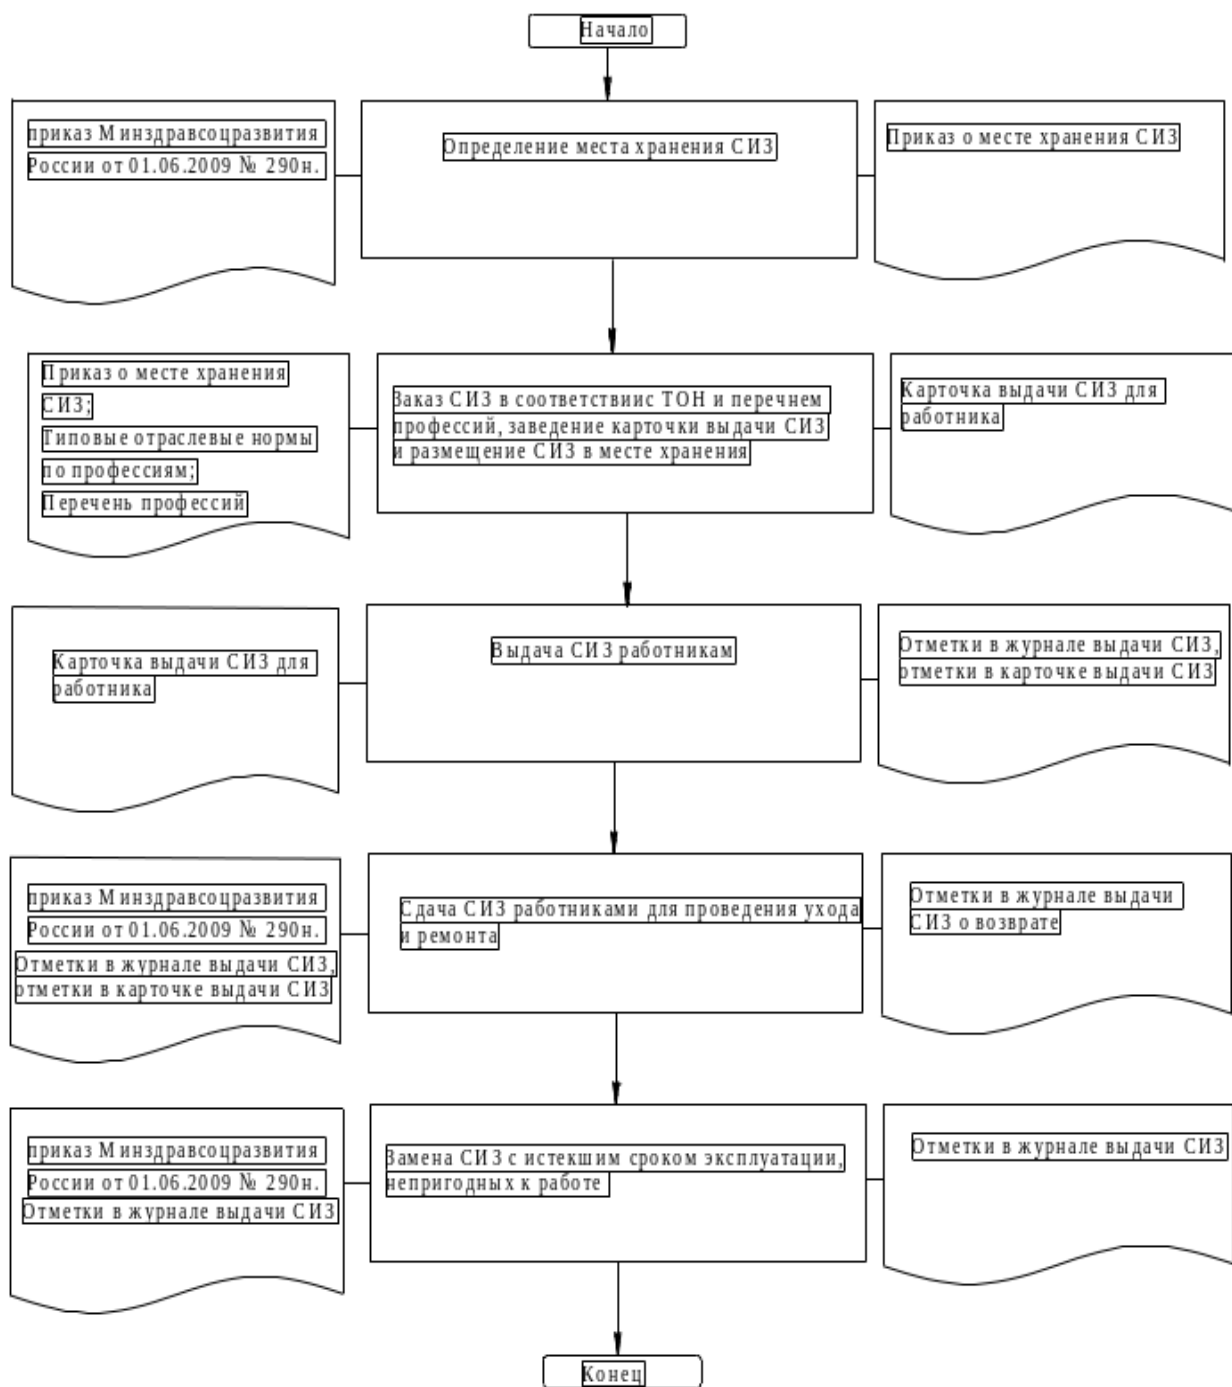 Начало
приказ Минздравсоцразвития
России от 01.06.2009 № 290н.
Определение места хранения СИЗ
Приказ о месте хранения СИЗ
Приказ о месте хранения
СИЗ;
Типовые отраслевые нормы
по профессиям;
Перечень профессий
Заказ СИЗ в соответствиис ТОН и перечнем
профессий, заведение карточки выдачи СИЗ
и размещение СИЗ в месте хранения
Карточка выдачи СИЗ для
работника
Карточка выдачи СИЗ для
работника
Выдача СИЗ работникам
Отметки в журнале выдачи СИЗ,
отметки в карточке выдачи СИЗ
приказ Минздравсоцразвития
России от 01.06.2009 № 290н.
Отметки в журнале выдачи СИЗ,
отметки в карточке выдачи СИЗ
Сдача СИЗ работниками для проведения ухода
и ремонта
Отметки в журнале выдачи
СИЗ о возврате
приказ Минздравсоцразвития
России от 01.06.2009 № 290н.
Отметки в журнале выдачи СИЗ
Замена СИЗ с истекшим сроком эксплуатации,
непригодных к работе
Отметки в журнале выдачи СИЗ
Конец